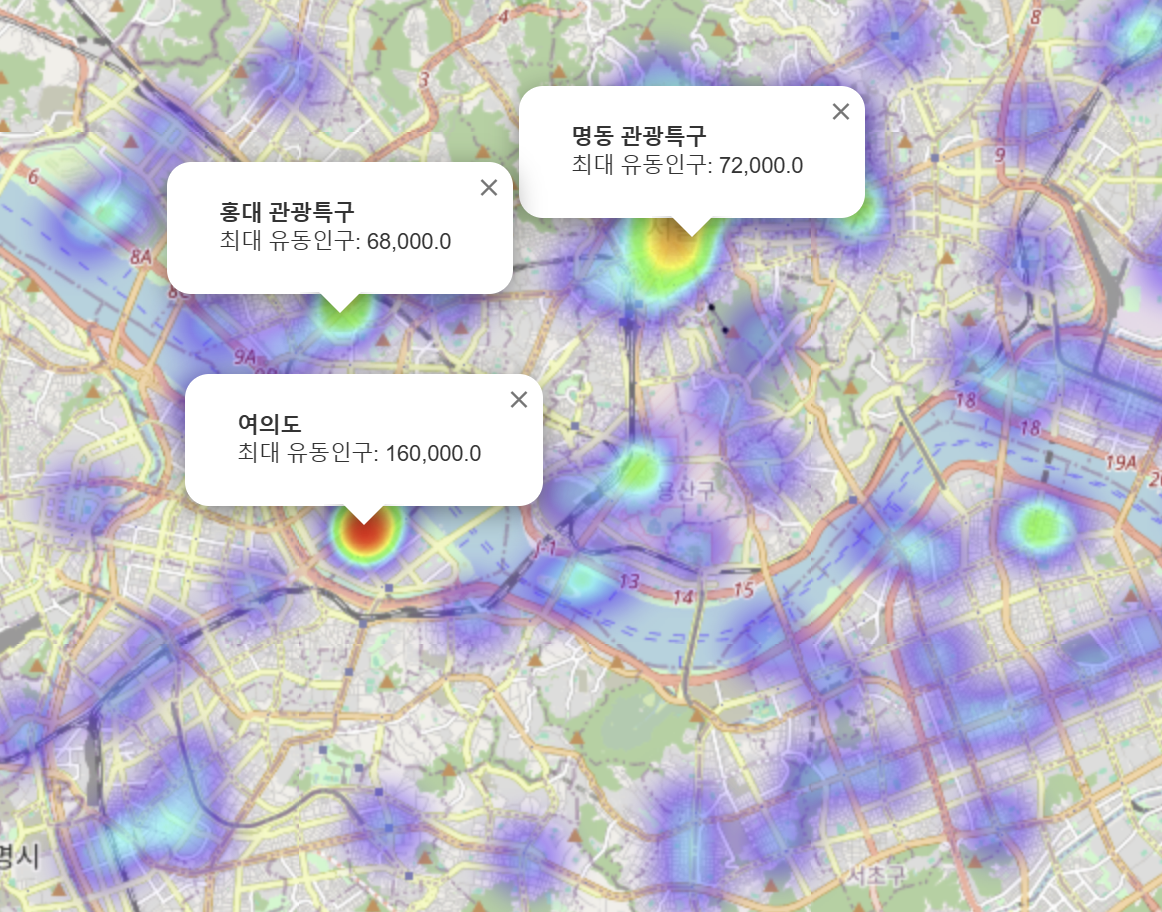 4
8
3
9
6
명동 관광특구
최대 유동인구: 72,000.0
홍대 관광특구
최대 유동인구: 68,000.0
8A
9A
여의도
최대 유동인구: 160,000.0
18
18
19A
용산구
J-1
13
14
15
명시
서초구